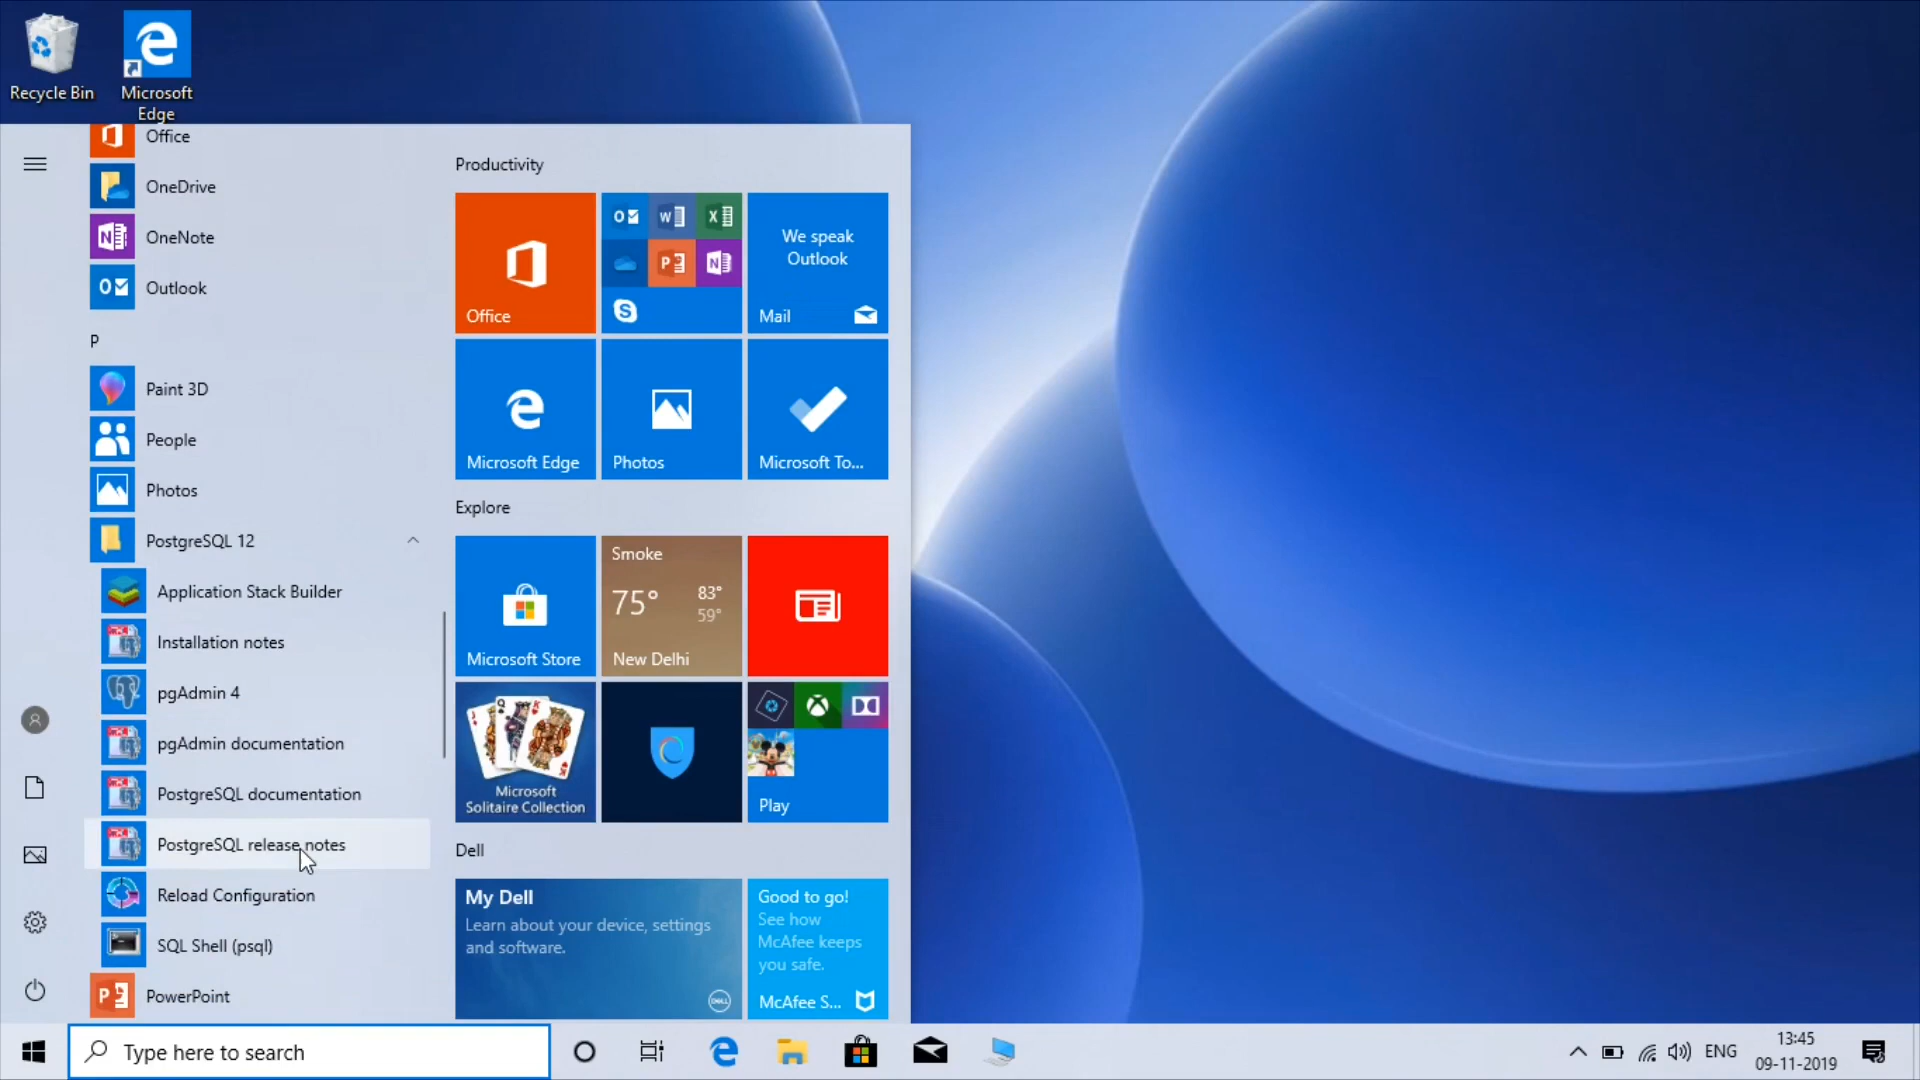 Recycle Bin
Microsoft
Edge
Office
OneDrive
OneNote
Outlook
P
Paint 3D
People
Photos
PostgreSQL 12
Application Stack Builder
Installation notes
pgAdmin 4
pgAdmin documentation
PostgreSQL documentation
PostgreSQL release notes
Reload Configuration
SQL Shell (psql)
PowerPoint
Productivity
Office
We speak
Outlook
Mail
Microsoft Edge
Photos
Microsoft To...
Explore
Microsoft Store
Smoke
75°
83°
59°
New Delhi
Microsoft
Solitaire Collection
Play
Dell
My Dell
Learn about your device, settings
and software.
DELL
Good to go!
See how
McAfee keeps
you safe.
McAfee S...
Type here to search
ENG
13:45
09-11-2019